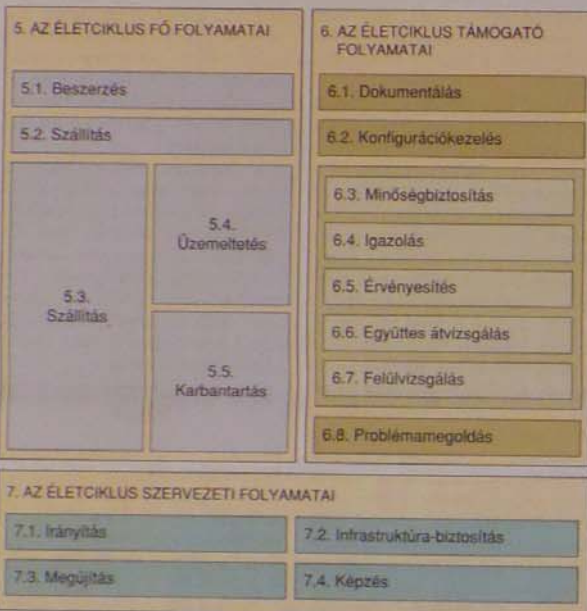 5. AZ ÉLETCIKLUS FŐ FOLYAMATAI
5.1. Beszerzés
5.2. Szállítás
5.3.
Szállítás
5.4.
Üzemeltetés
5.5.
Karbantartás
6. AZ ÉLETCIKLUS TÁMOGATÓ
FOLYAMATAI
6.1. Dokumentálás
6.2. Konfigurációkezelés
6.3. Minőségbiztosítás
6.4. Igazolás
6.5. Érvényesítés
6.6. Együttes átvizsgálás
6.7. Felülvizsgálás
6.8. Problémamegoldás
7. AZ ÉLETCIKLUS SZERVEZETI FOLYAMATAI
7.1. Irányítás
7.2. Infrastruktúra-biztosítás
7.3. Megújítás
7.4. Képzés